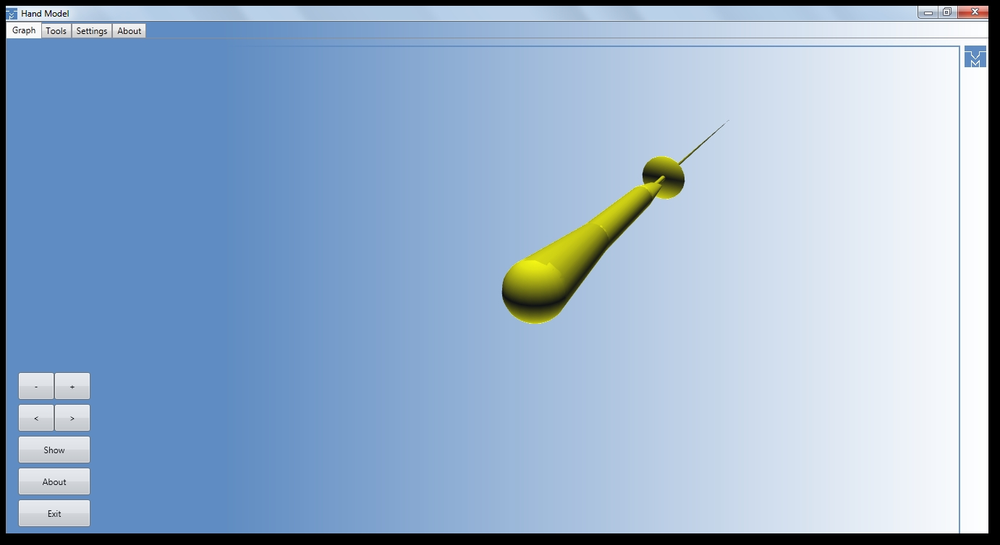 Hand Model
Graph Tools Settings About
- +
< >
Show
About
Exit